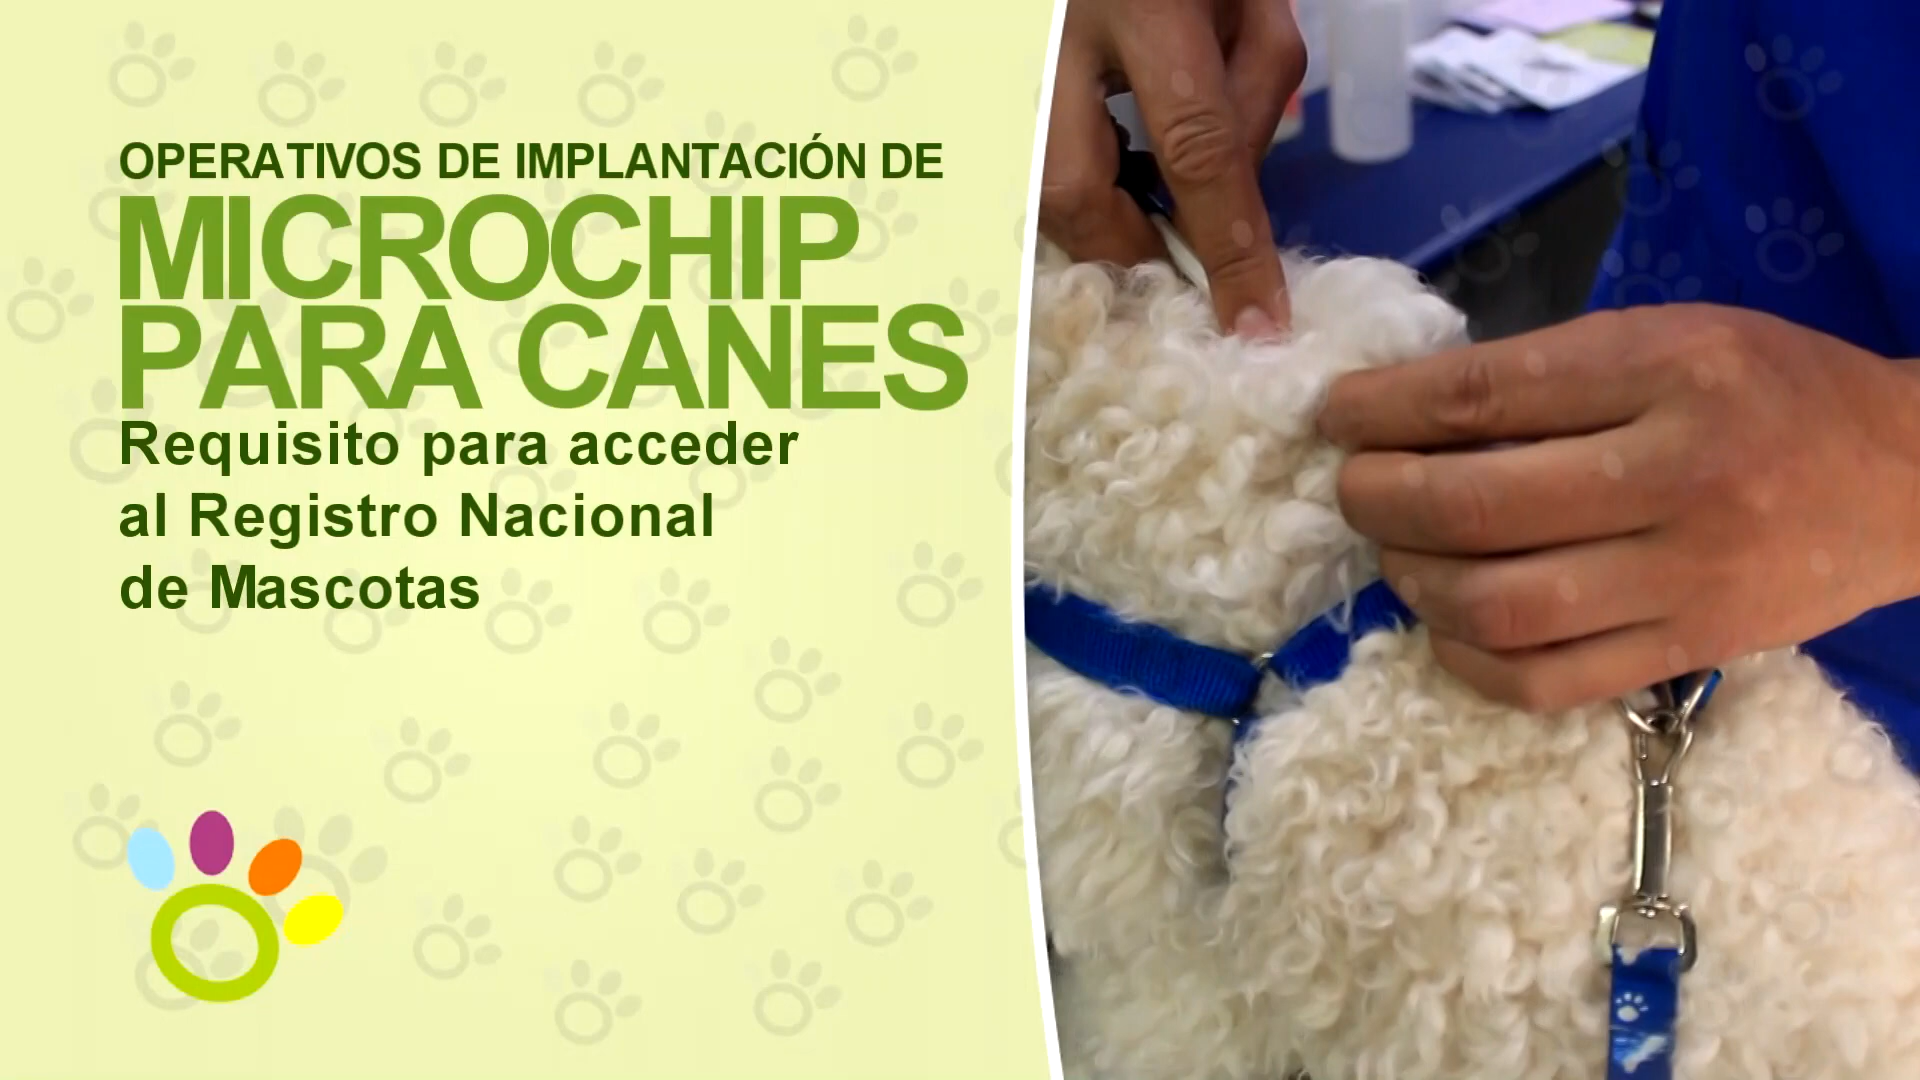 OPERATIVOS DE IMPLANTACIÓN DE
MICROCHIP
PARA CANES
Requisito para acceder
al Registro Nacional
de Mascotas